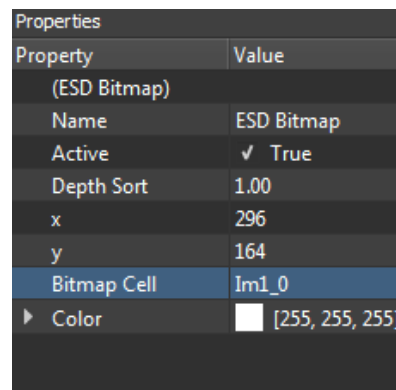 Properties
Property Value
(ESD Bitmap)
Name ESD Bitmap
Active True
Depth Sort 1.00
x 296
y 164
Bitmap Cell Im1_0
Color [255, 255, 255]